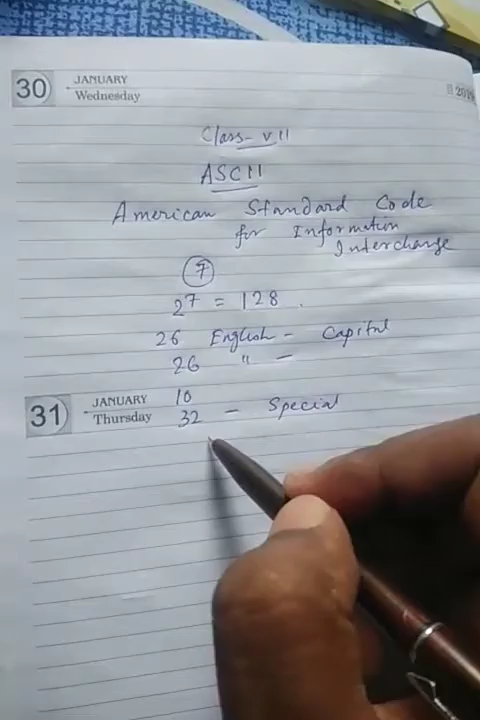 30 JANUARY
Wednesday
2019
Class - VII
ASCII
American Standard Code
for Information
Interchange
7
2⁷ = 128 .
26 English - Capital
26 " -
31 JANUARY
Thursday
10
32 - Special